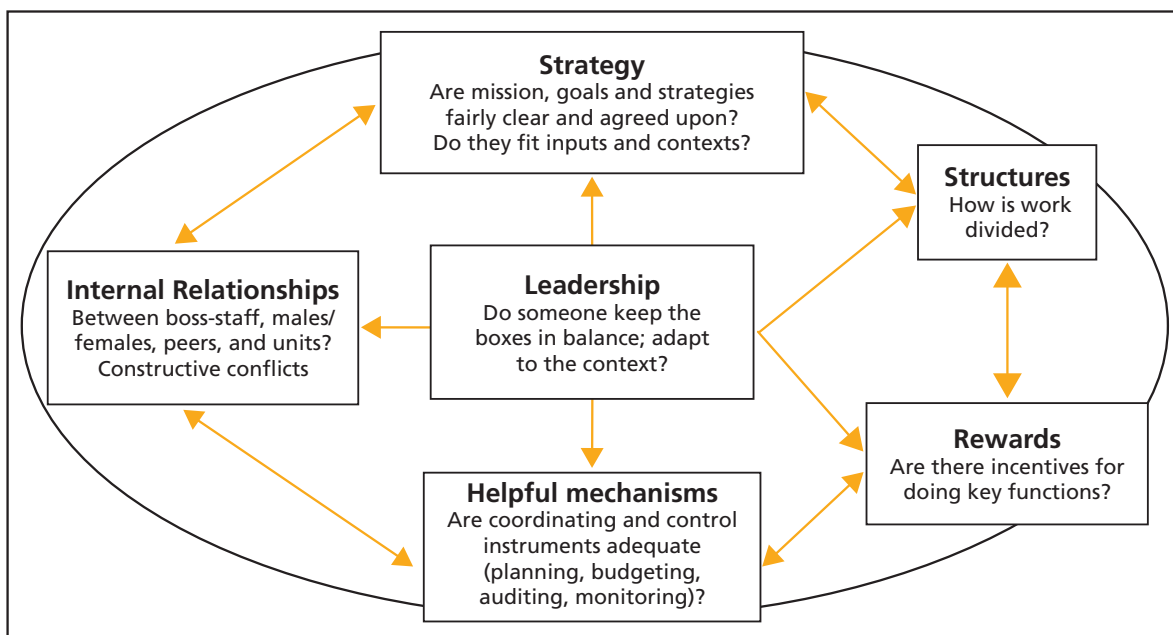 Strategy
Are mission, goals and strategies
fairly clear and agreed upon?
Do they fit inputs and contexts?
Structures
How is work
divided?
Internal Relationships
Between boss-staff, males/
females, peers, and units?
Constructive conflicts
Leadership
Do someone keep the
boxes in balance; adapt
to the context?
Rewards
Are there incentives for
doing key functions?
Helpful mechanisms
Are coordinating and control
instruments adequate
(planning, budgeting,
auditing, monitoring)?